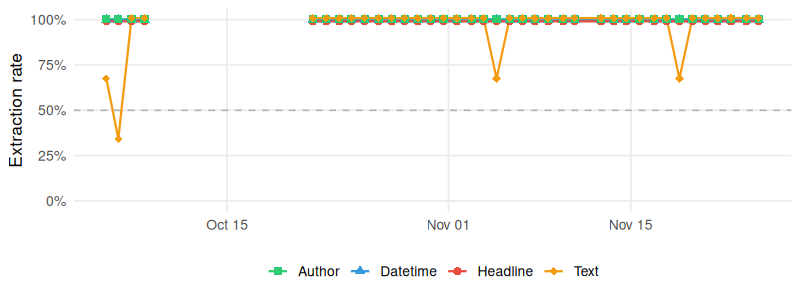 100%
75%
50%
25%
0%
Extraction rate
Oct 15 Nov 01 Nov 15
Author Datetime Headline Text